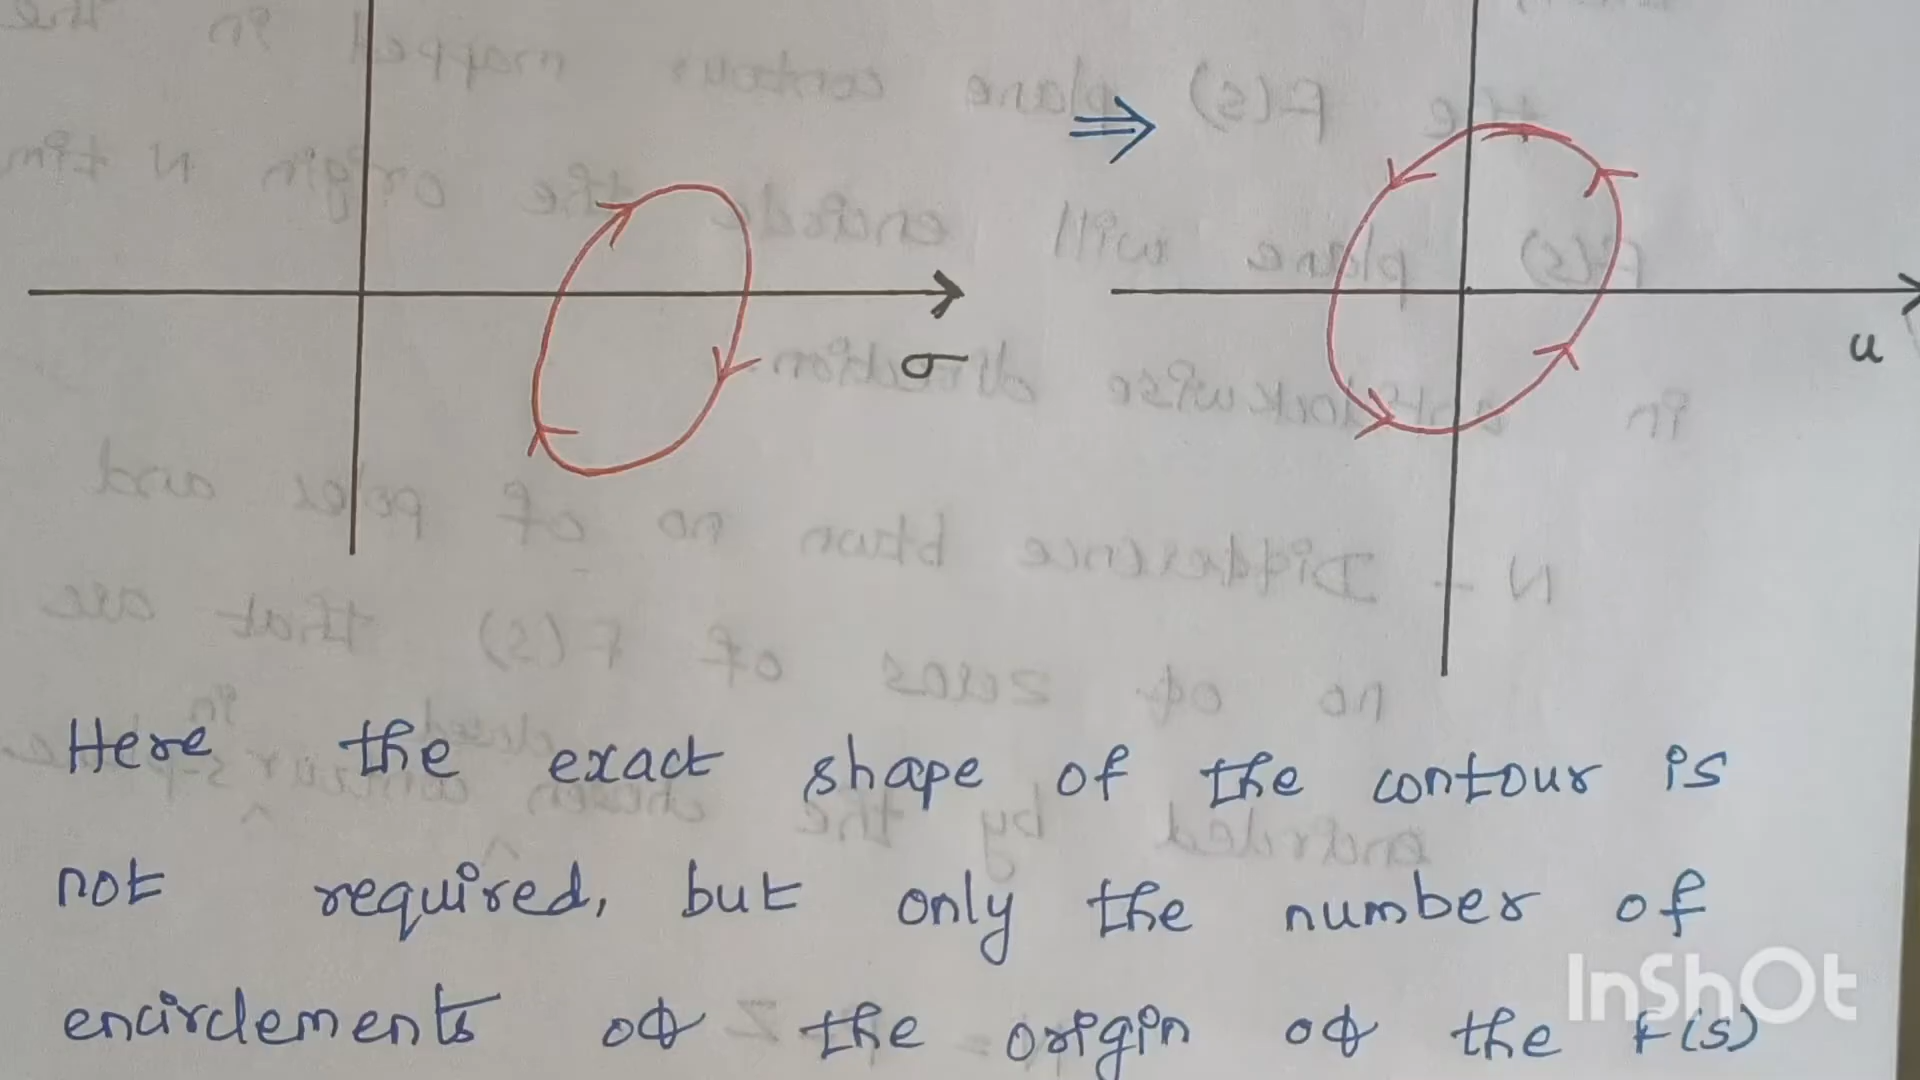 ⇒
σ
u
Here the exact shape of the contour is
not required, but only the number of
encirclements of the origin of the F(s)
InShOt